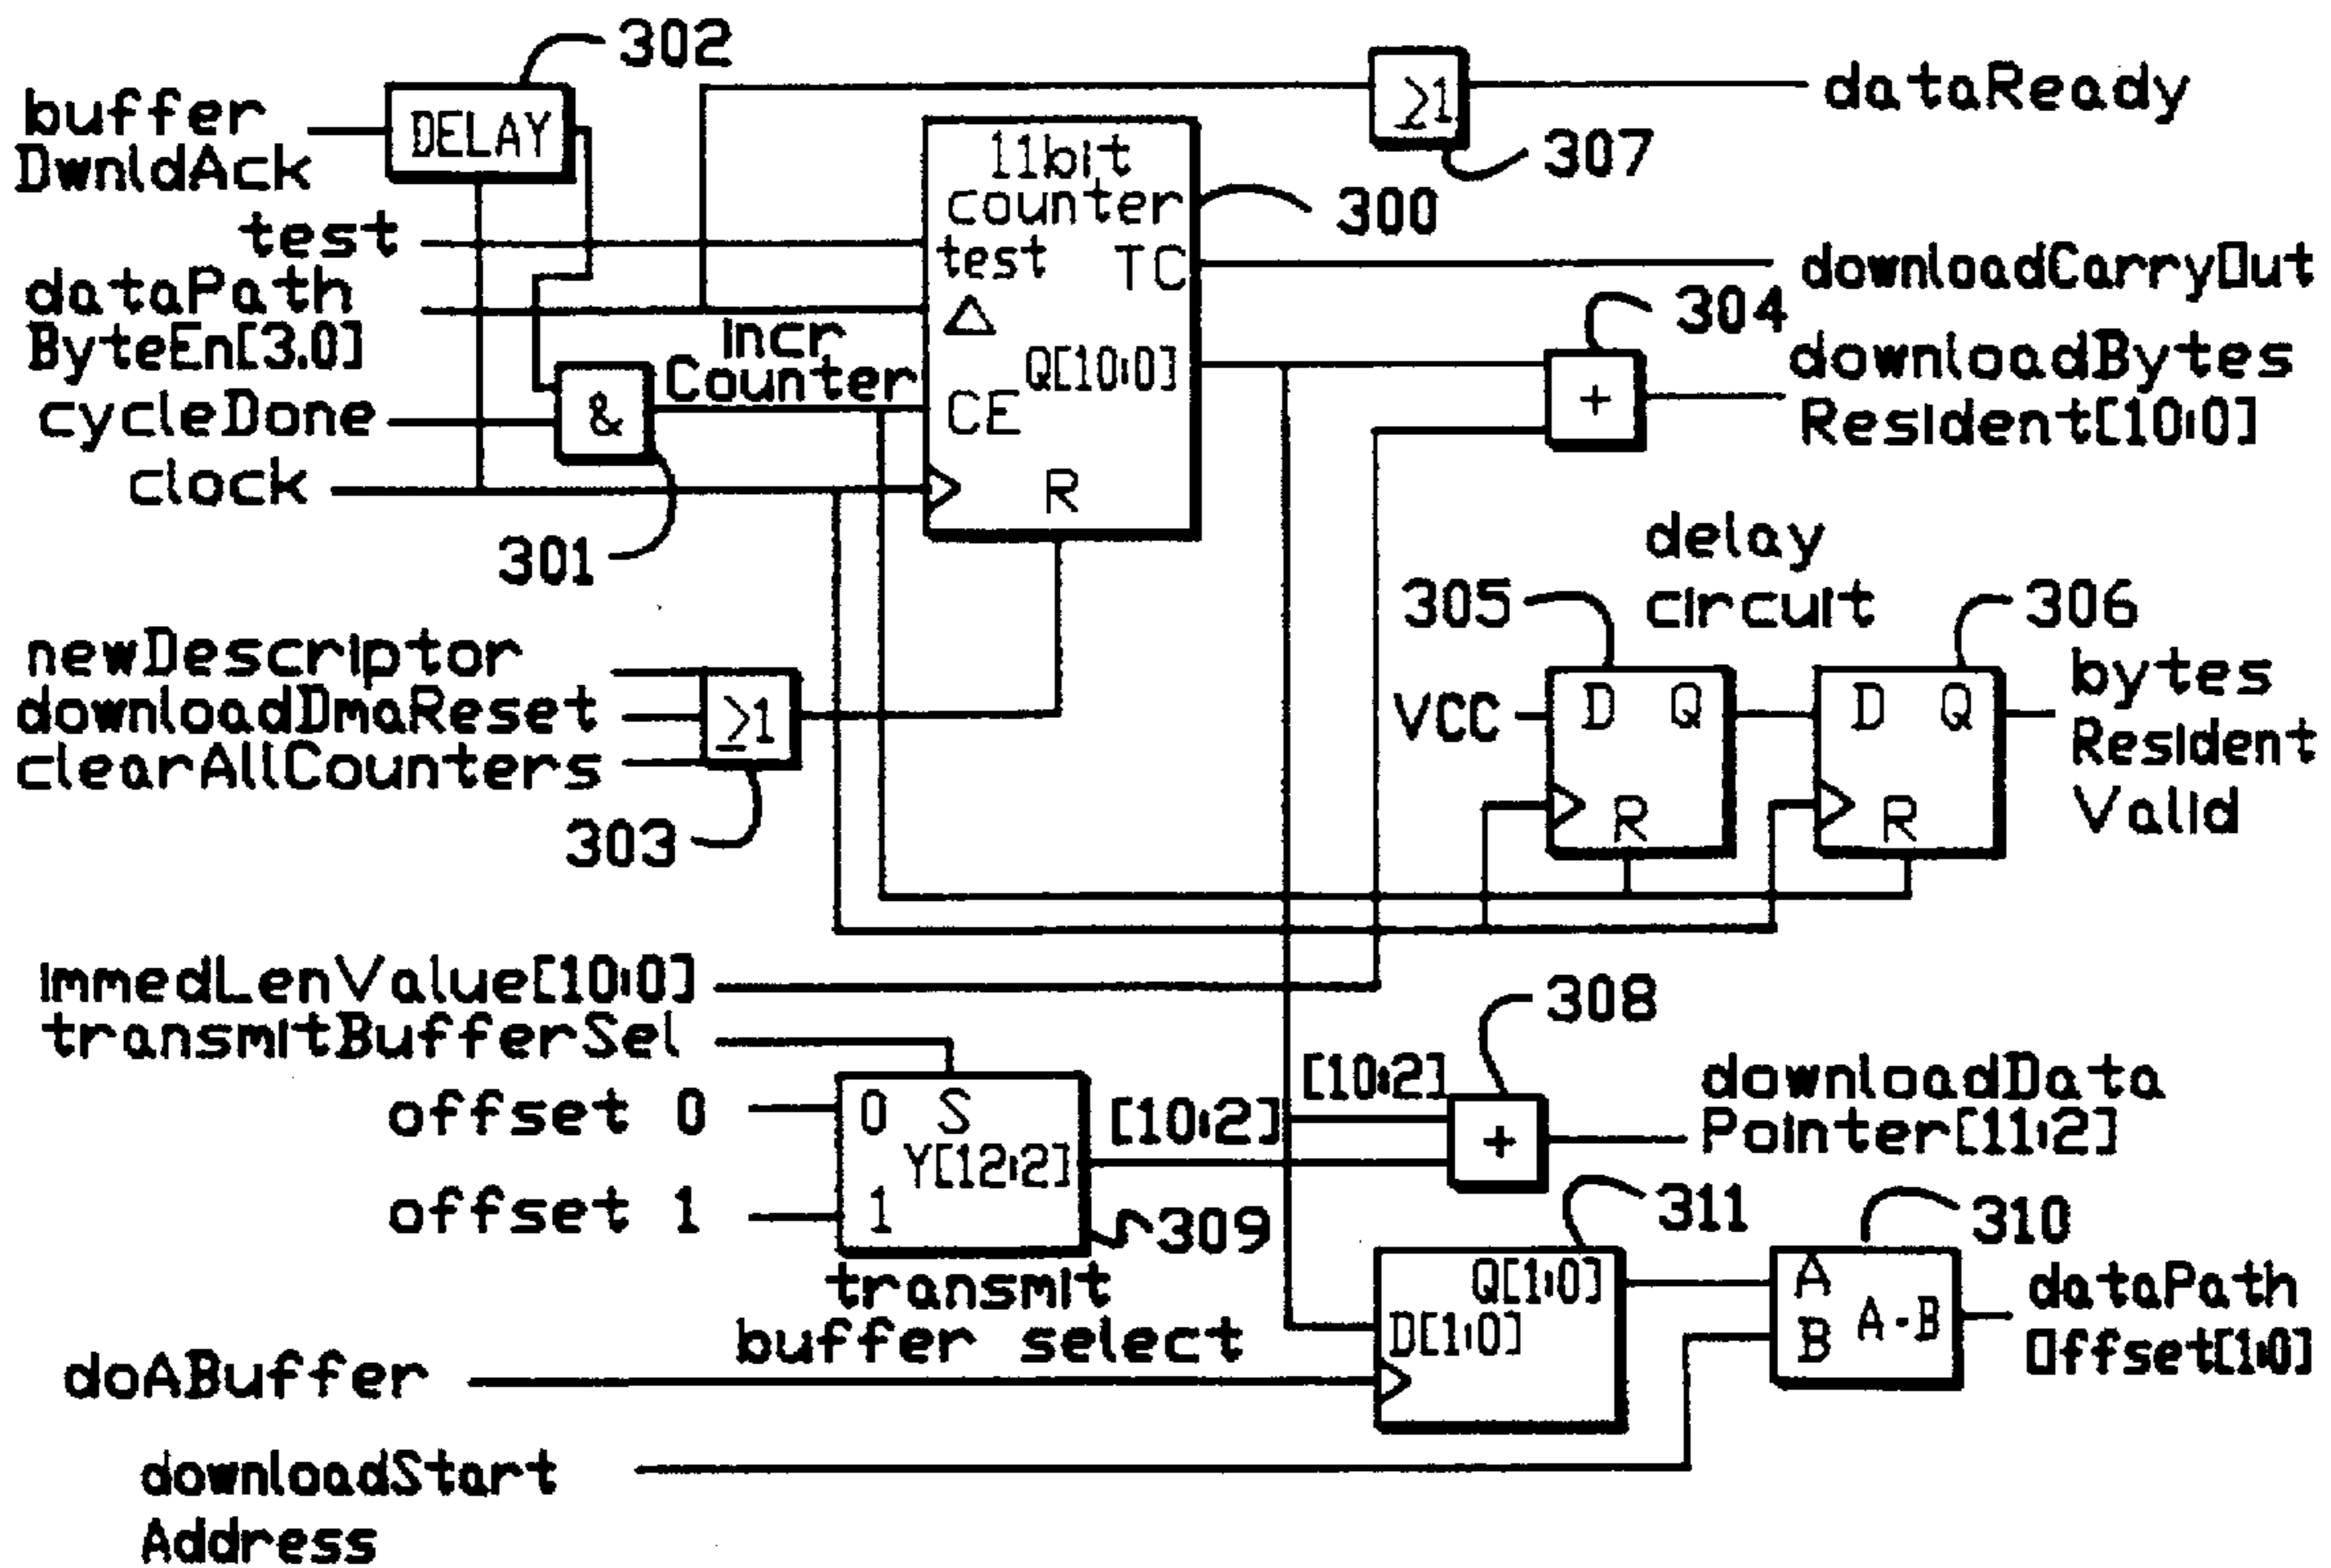 302
buffer
DwnldAck
DELAY
dataReady
307
11bit
counter
300
test
test
TC
downloadCarryOut
dataPath
ByteEn[3.0]
Δ
304
Incr
Counter
Q[10:0]
downloadBytes
Resident[10:0]
+
cycleDone
&
CE
clock
R
301
delay
circuit
305
306
newDescriptor
downloadDmaReset
clearAllCounters
≥1
≥1
303
VCC
D Q
R
D Q
R
bytes
Resident
Valid
ImmedLenValue[10:0]
transmitBufferSel
308
offset 0
0 S
Y[12:2]
[10:2]
[10:2]
+
downloadData
Pointer[11:2]
offset 1
1
309
311
310
transmit
buffer select
Q[1:0]
D[1:0]
A
B
A-B
dataPath
Offset[1:0]
doABuffer
downloadStart
Address